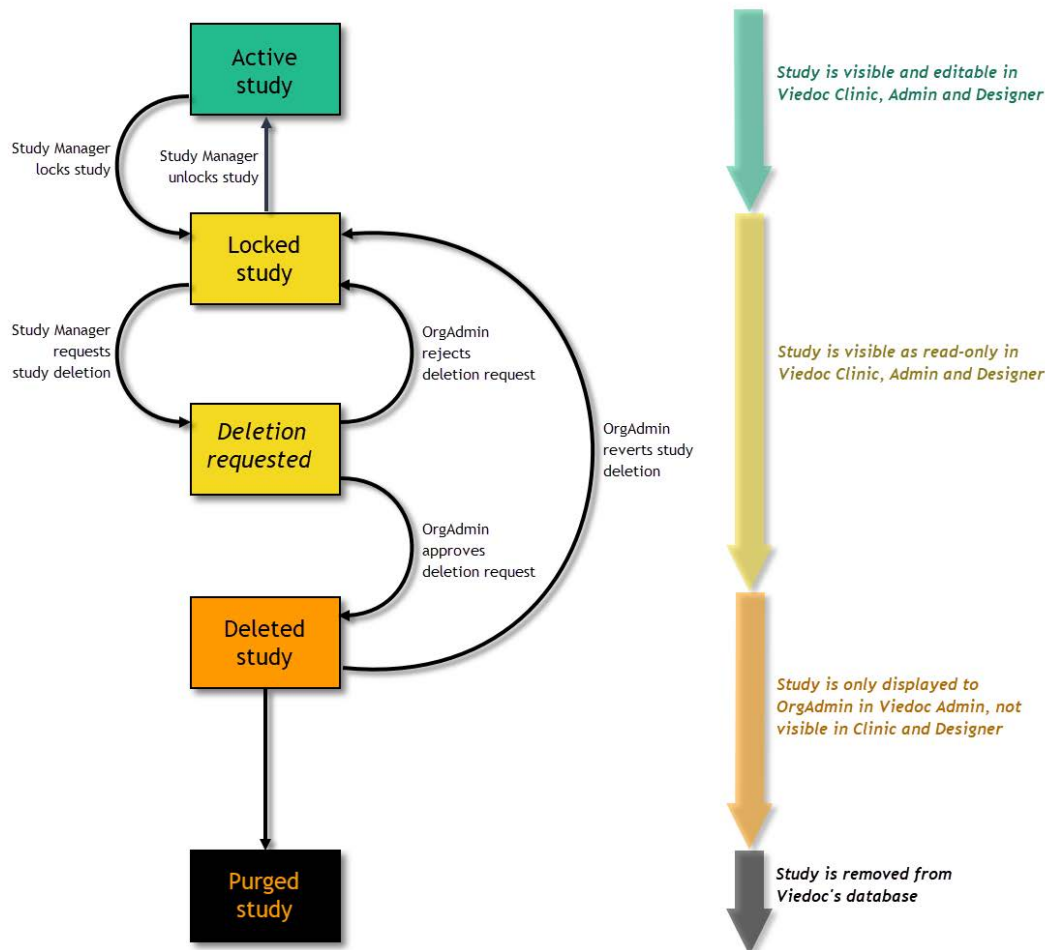 Active
study
Study is visible and editable in
Viedoc Clinic, Admin and Designer
Study Manager
locks study
Study Manager
unlocks study
Locked
study
Study Manager
requests
study deletion
OrgAdmin
rejects
deletion request
Study is visible as read-only in
Viedoc Clinic, Admin and Designer
Deletion
requested
OrgAdmin
reverts study
deletion
OrgAdmin
approves
deletion request
Deleted
study
Study is only displayed to
OrgAdmin in Viedoc Admin, not
visible in Clinic and Designer
Purged
study
Study is removed from
Viedoc's database